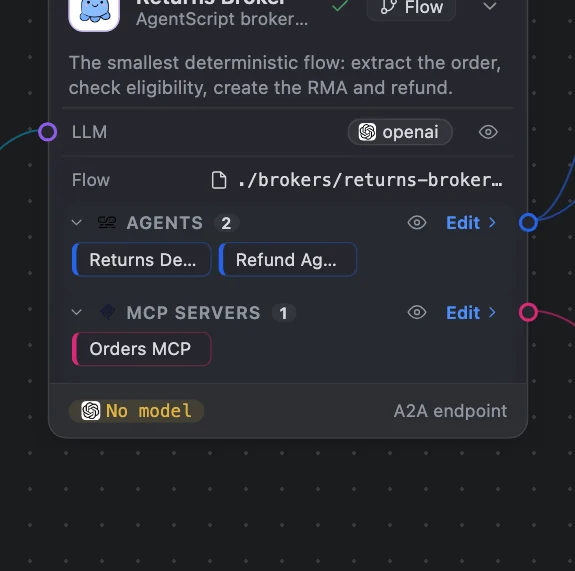 Returns Broker
AgentScript broker...
Flow
The smallest deterministic flow: extract the order,
check eligibility, create the RMA and refund.
LLM
openai
Flow
./brokers/returns-broker…
AGENTS 2
Edit >
Returns De...
Refund Ag...
MCP SERVERS 1
Edit >
Orders MCP
No model
A2A endpoint